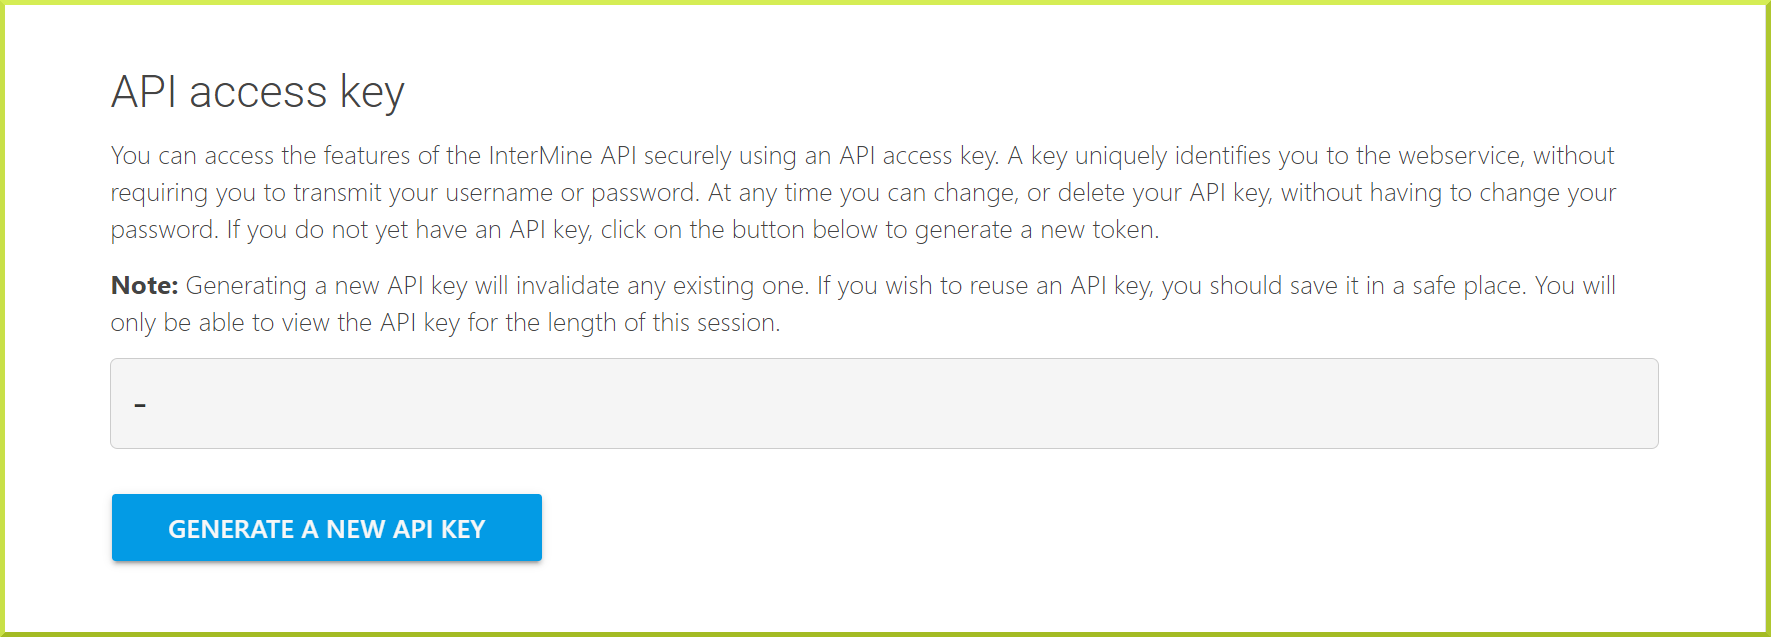 API access key
You can access the features of the InterMine API securely using an API access key. A key uniquely identifies you to the webservice, without
requiring you to transmit your username or password. At any time you can change, or delete your API key, without having to change your
password. If you do not yet have an API key, click on the button below to generate a new token.
Note: Generating a new API key will invalidate any existing one. If you wish to reuse an API key, you should save it in a safe place. You will
only be able to view the API key for the length of this session.
-
GENERATE A NEW API KEY